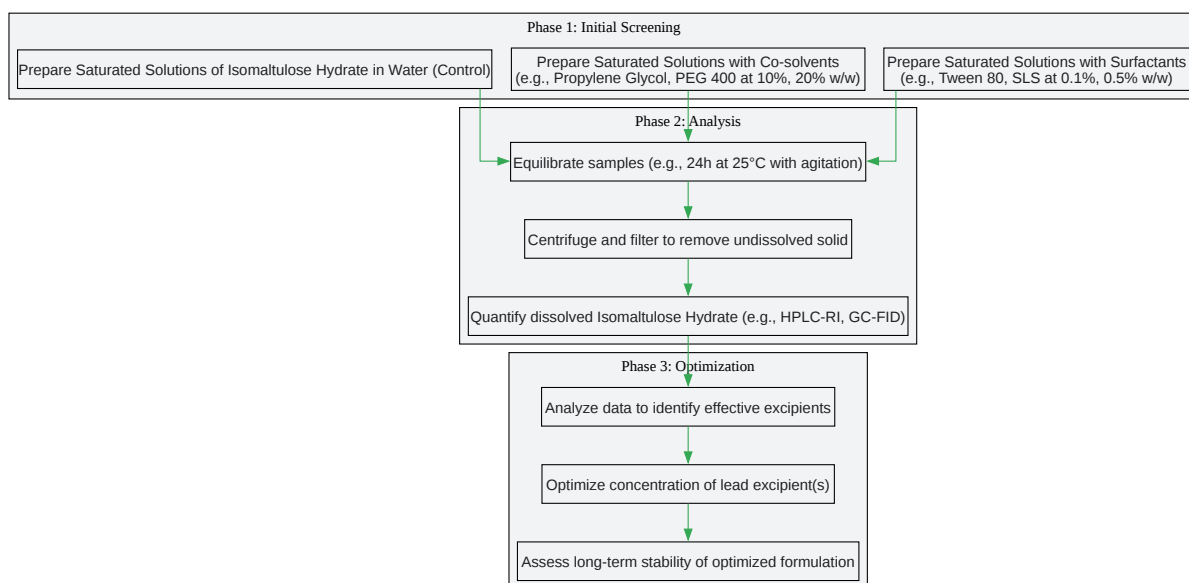 Phase 1: Initial Screening
Prepare Saturated Solutions of Isomaltulose Hydrate in Water (Control)
Prepare Saturated Solutions with Co-solvents
(e.g., Propylene Glycol, PEG 400 at 10%, 20% w/w)
Prepare Saturated Solutions with Surfactants
(e.g., Tween 80, SLS at 0.1%, 0.5% w/w)
Phase 2: Analysis
Equilibrate samples (e.g., 24h at 25°C with agitation)
Centrifuge and filter to remove undissolved solid
Quantify dissolved Isomaltulose Hydrate (e.g., HPLC-RI, GC-FID)
Phase 3: Optimization
Analyze data to identify effective excipients
Optimize concentration of lead excipient(s)
Assess long-term stability of optimized formulation